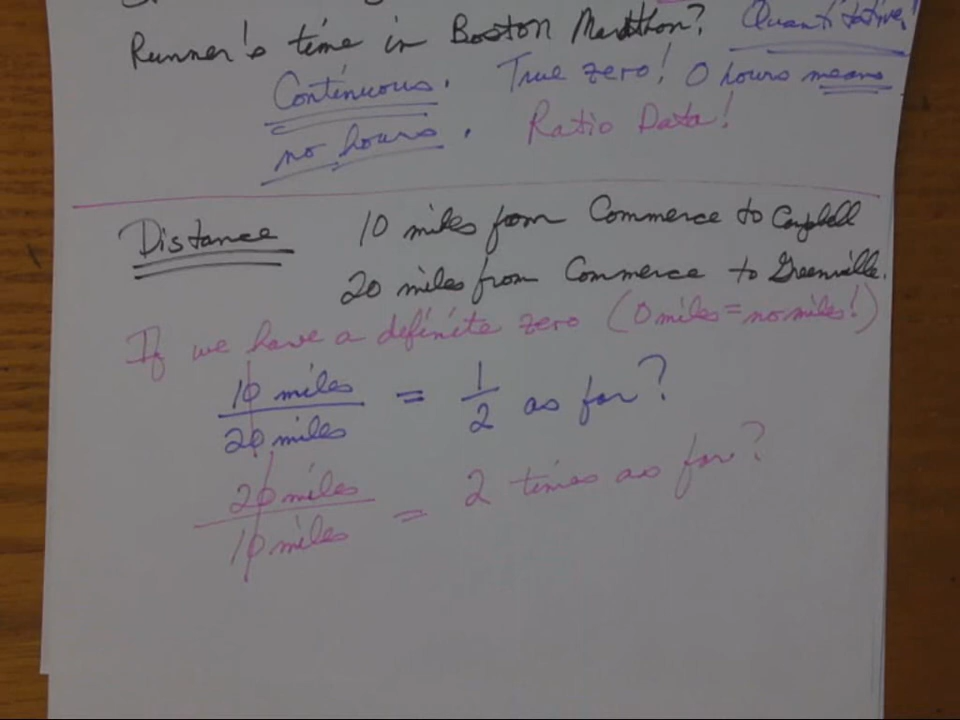 Runner's time in Boston Marathon? Quantitative!
Continuous. True zero! 0 hours means
no hours. Ratio Data!
Distance 10 miles from Commerce to Campbell
20 miles from Commerce to Greenville.
If we have a definite zero (0 miles = no miles!)
10 miles / 20 miles = 1/2 as far?
20 miles / 10 miles = 2 times as far?